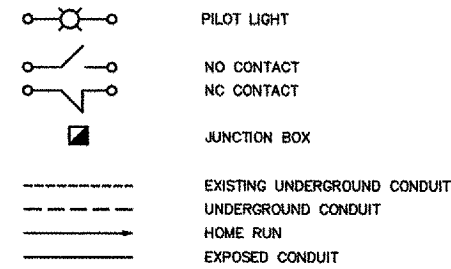 PILOT LIGHT
NO CONTACT
NC CONTACT
JUNCTION BOX
EXISTING UNDERGROUND CONDUIT
UNDERGROUND CONDUIT
HOME RUN
EXPOSED CONDUIT